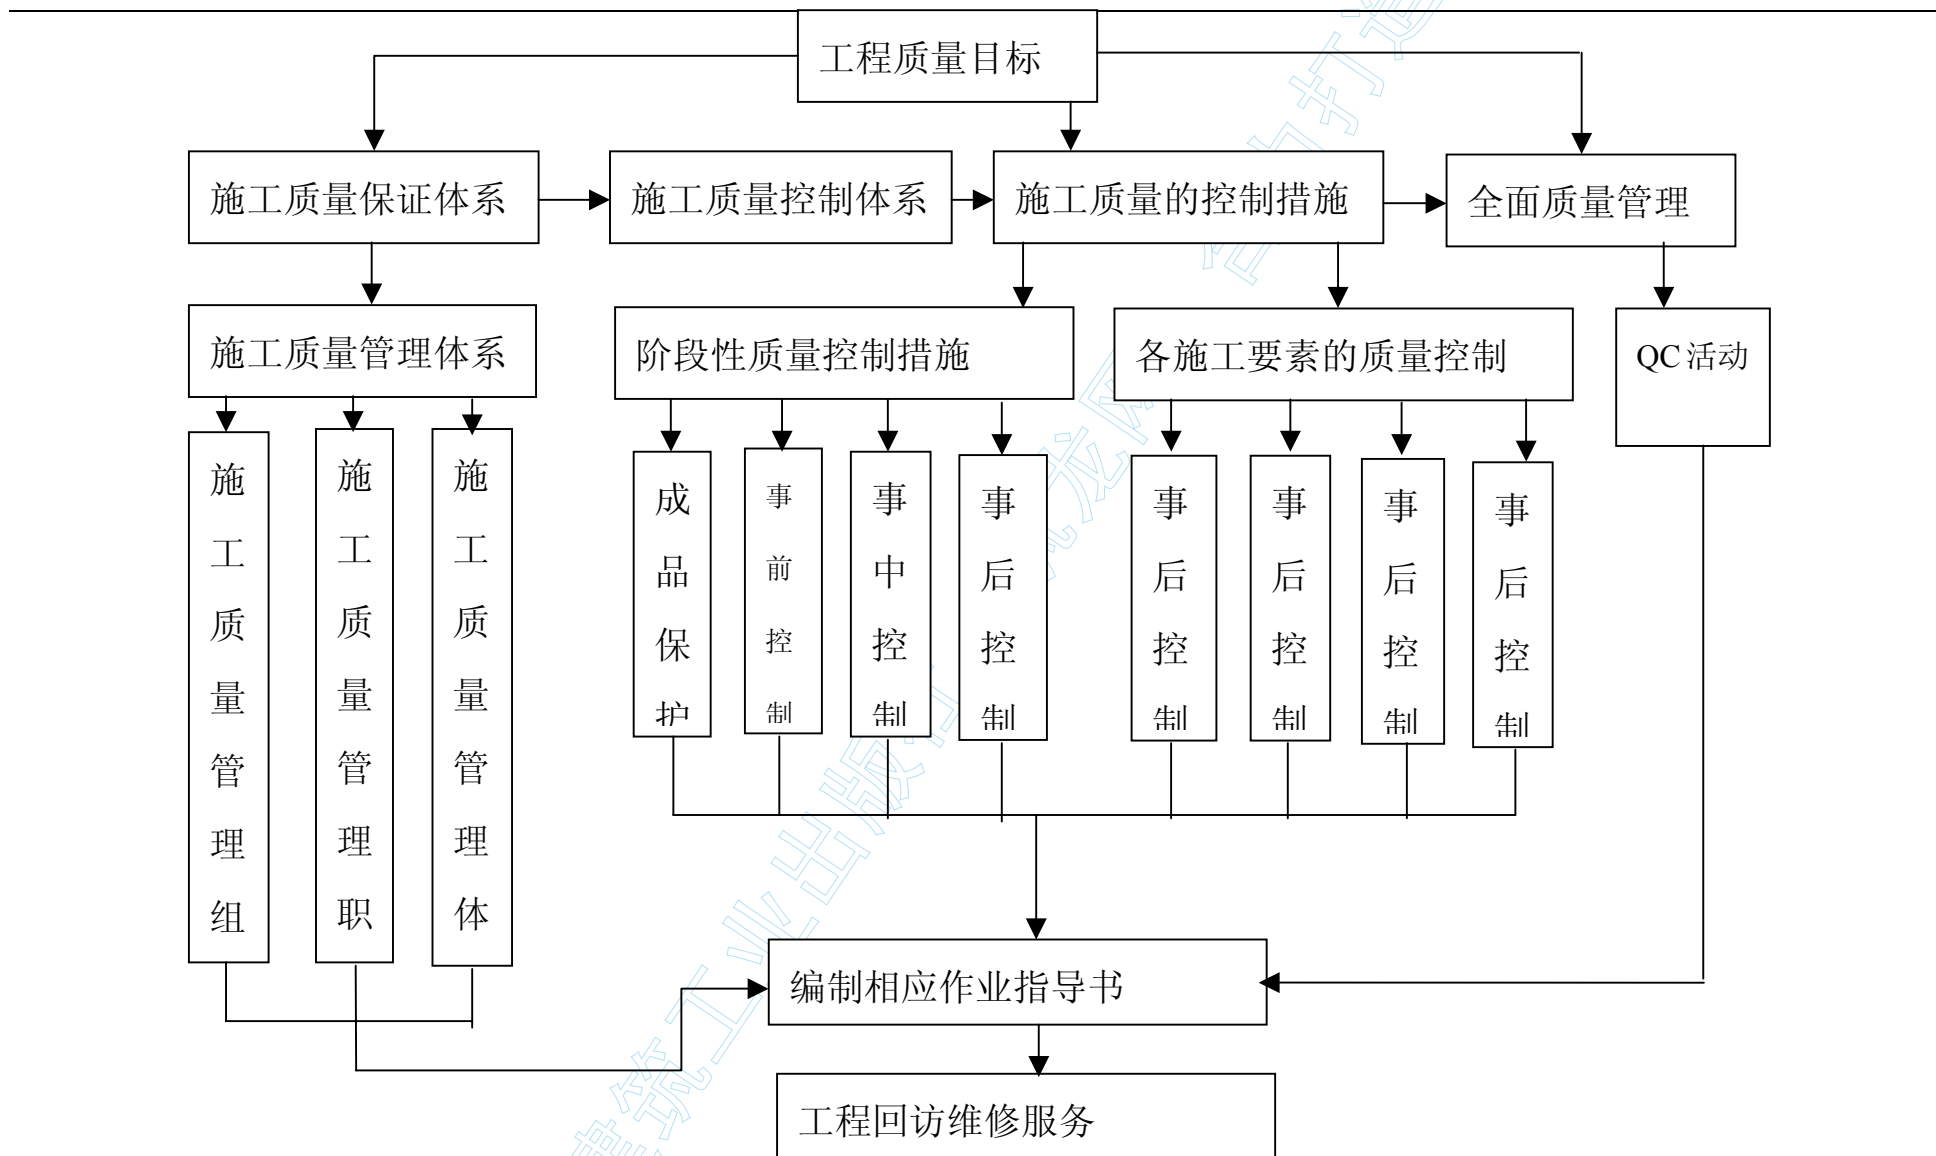 工程质量目标
施工质量保证体系
施工质量控制体系
施工质量的控制措施
全面质量管理
施工质量管理体系
阶段性质量控制措施
各施工要素的质量控制
QC活动
施工质量管理组
施工质量管理职
施工质量管理体
成品保护
事前控制
事中控制
事后控制
事后控制
事后控制
事后控制
事后控制
编制相应作业指导书
工程回访维修服务